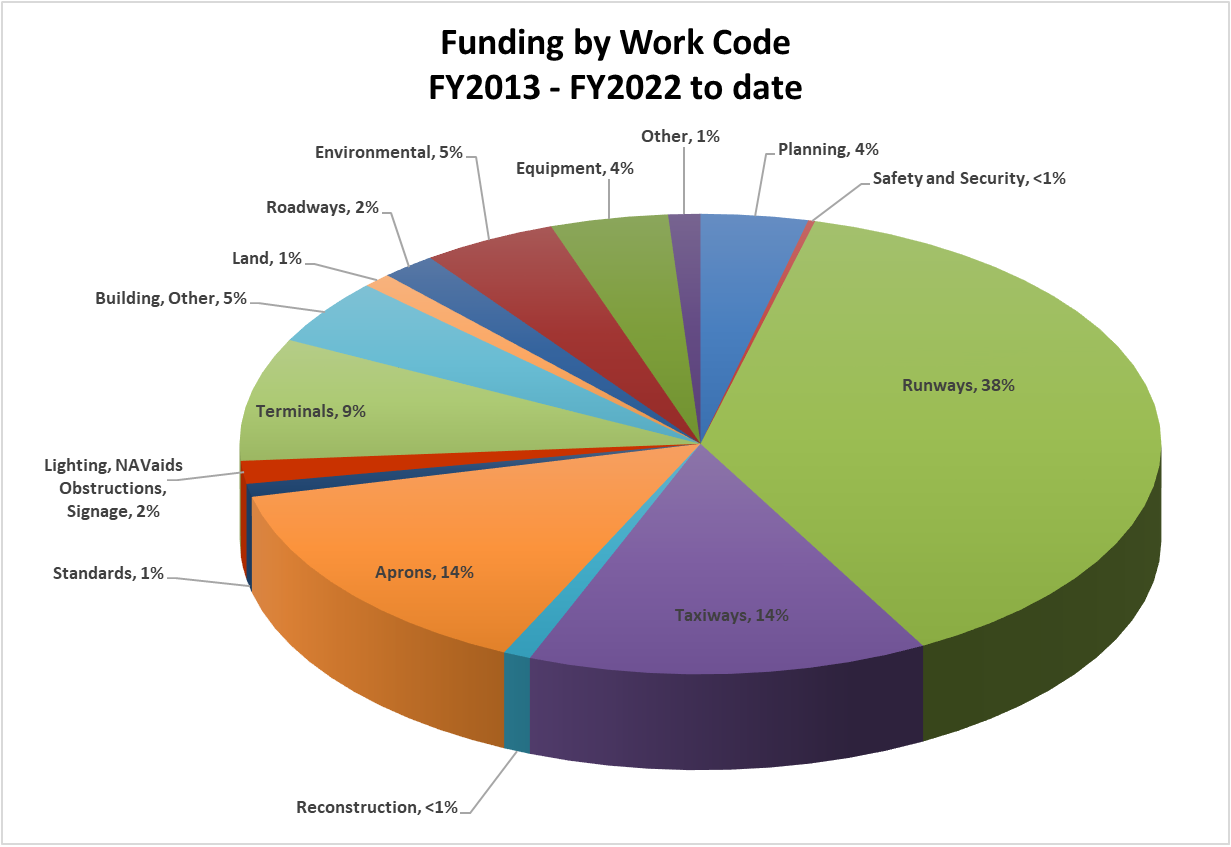 Funding by Work Code
FY2013 - FY2022 to date
Other, 1%
Planning, 4%
Environmental, 5%
Equipment, 4%
Safety and Security, <1%
Roadways, 2%
Land, 1%
Building, Other, 5%
Runways, 38%
Terminals, 9%
Lighting, NAVaids
Obstructions,
Signage, 2%
Standards, 1%
Aprons, 14%
Taxiways, 14%
Reconstruction, <1%